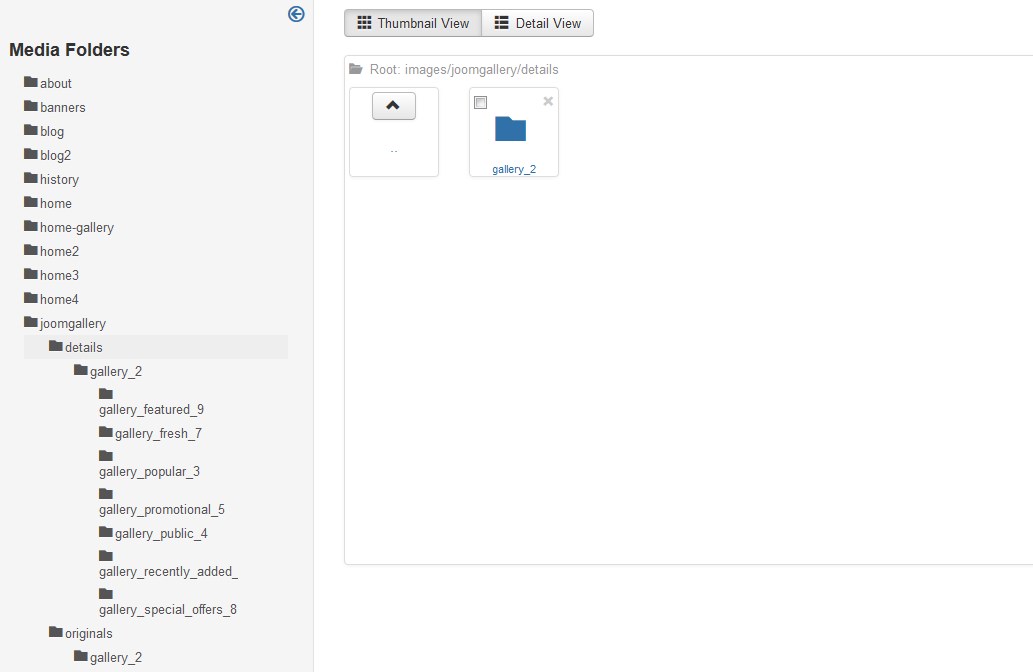 Media Folders
about
banners
blog
blog2
history
home
home-gallery
home2
home3
home4
joomgallery
details
gallery_2
gallery_featured_9
gallery_fresh_7
gallery_popular_3
gallery_promotional_5
gallery_public_4
gallery_recently_added_
gallery_special_offers_8
originals
gallery_2
Thumbnail View
Detail View
Root: images/joomgallery/details
..
gallery_2